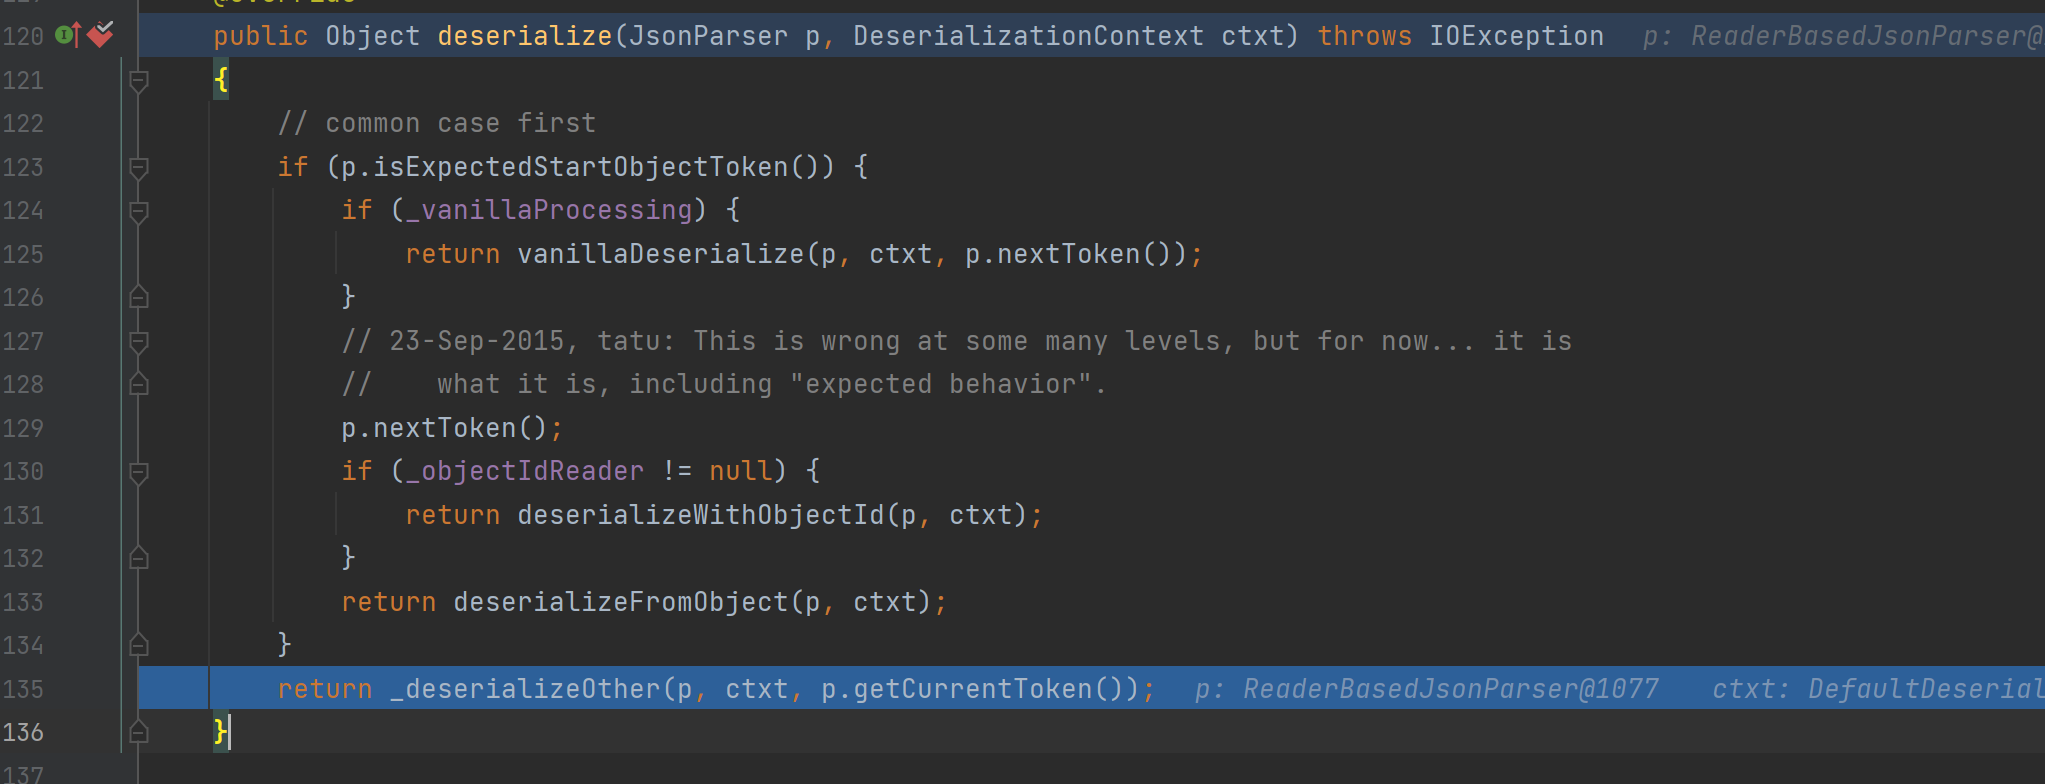 @Override
120 public Object deserialize(JsonParser p, DeserializationContext ctxt) throws IOException p: ReaderBasedJsonParser@
121 {
122 // common case first
123 if (p.isExpectedStartObjectToken()) {
124 if (_vanillaProcessing) {
125 return vanillaDeserialize(p, ctxt, p.nextToken());
126 }
127 // 23-Sep-2015, tatu: This is wrong at some many levels, but for now... it is
128 //    what it is, including "expected behavior".
129 p.nextToken();
130 if (_objectIdReader != null) {
131 return deserializeWithObjectId(p, ctxt);
132 }
133 return deserializeFromObject(p, ctxt);
134 }
135 return _deserializeOther(p, ctxt, p.getCurrentToken()); p: ReaderBasedJsonParser@1077 ctxt: DefaultDeserial
136 }
137